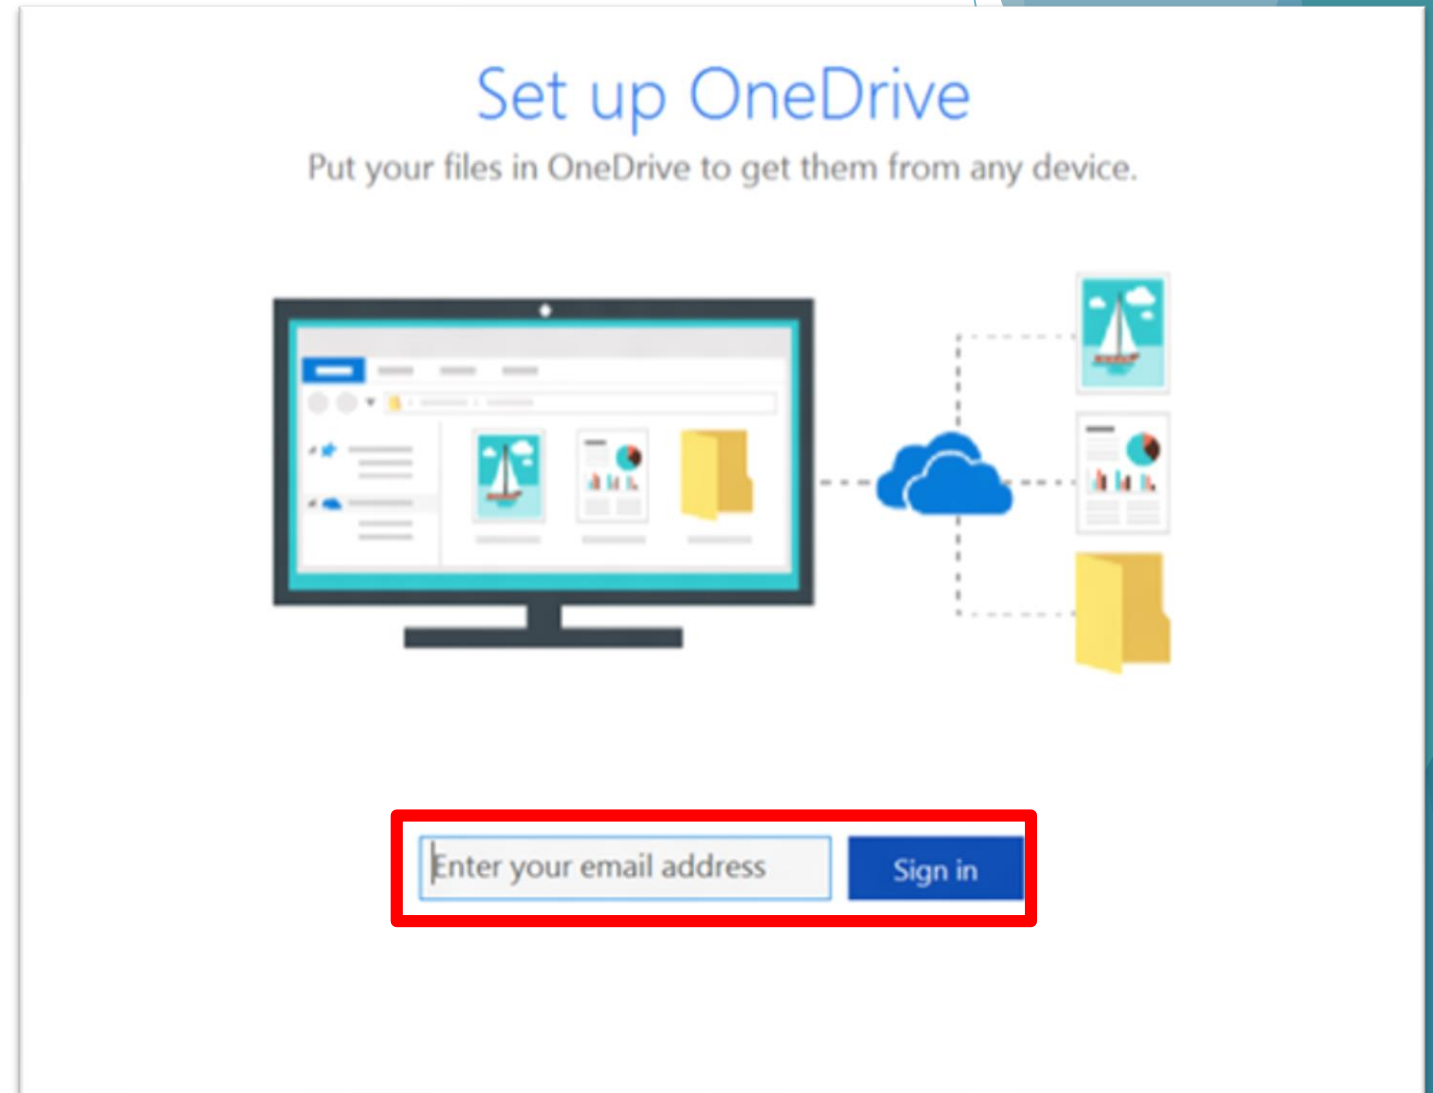 Set up OneDrive
Put your files in OneDrive to get them from any device.
Enter your email address
Sign in